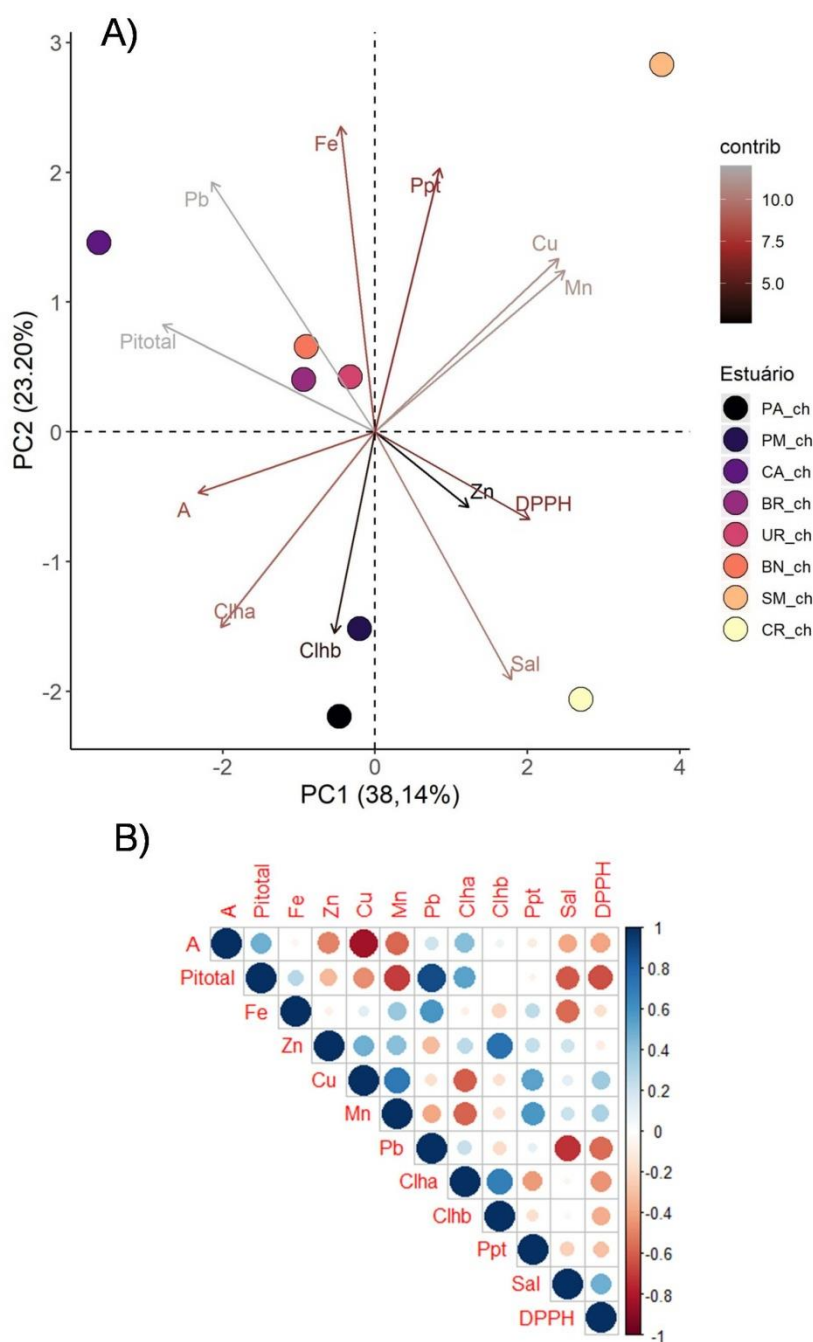 A)
3
2
1
0
-1
-2
PC2 (23.20%)
-2
0
2
4
PC1 (38,14%)
Fe
Ppt
Pb
Cu
Mn
Pitotal
A
Zn
DPPH
Clha
Clhb
Sal
contrib
10.0
7.5
5.0
Estuário
PA_ch
PM_ch
CA_ch
BR_ch
UR_ch
BN_ch
SM_ch
CR_ch
B)
A Pitotal Fe Zn Cu Mn Pb Clha Clhb Ppt Sal DPPH
A
Pitotal
Fe
Zn
Cu
Mn
Pb
Clha
Clhb
Ppt
Sal
DPPH
1
0.8
0.6
0.4
0.2
0
-0.2
-0.4
-0.6
-0.8
-1